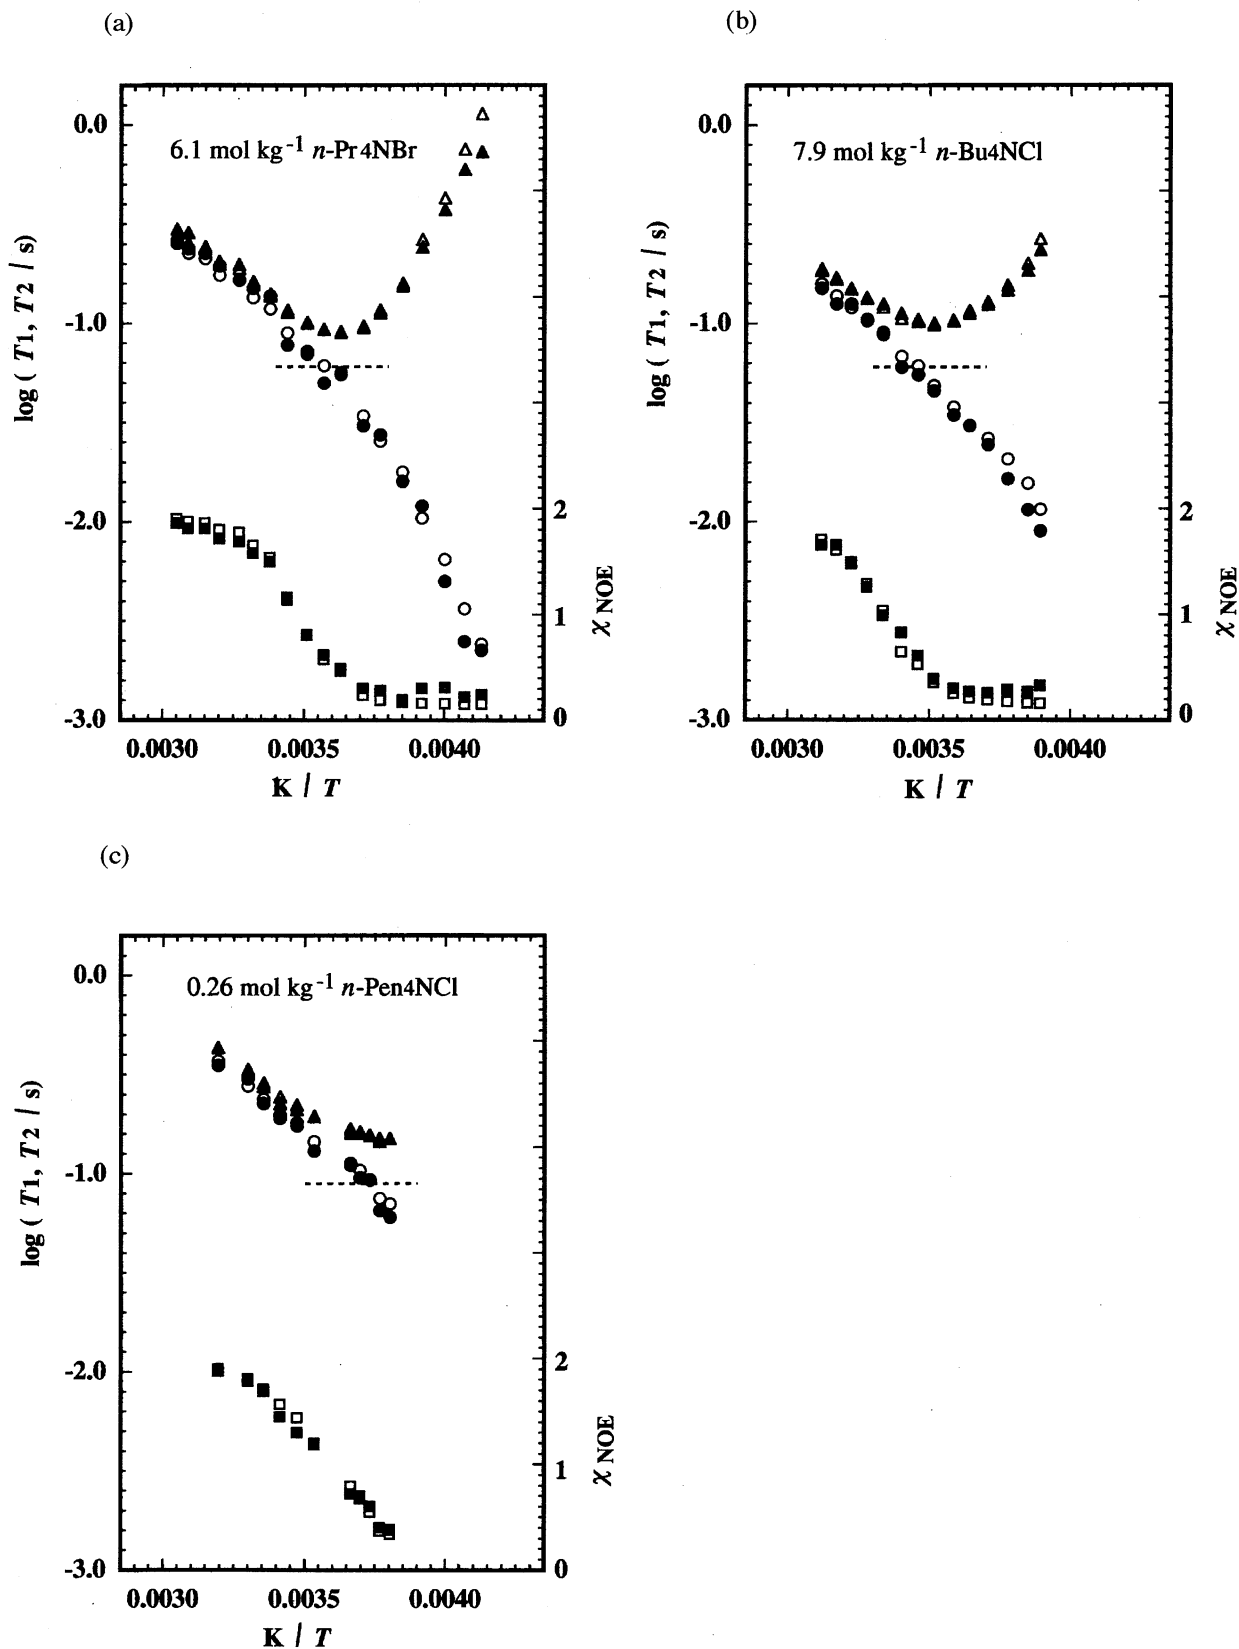 (a)
6.1 mol kg⁻¹ n-Pr4NBr
0.0
-1.0
-2.0
-3.0
log ( T1, T2 / s)
2
1
0
χ NOE
0.0030 0.0035 0.0040
K / T
(b)
7.9 mol kg⁻¹ n-Bu4NCl
0.0
-1.0
-2.0
-3.0
log ( T1, T2 / s)
2
1
0
χ NOE
0.0030 0.0035 0.0040
K / T
(c)
0.26 mol kg⁻¹ n-Pen4NCl
0.0
-1.0
-2.0
-3.0
log ( T1, T2 / s)
2
1
0
χ NOE
0.0030 0.0035 0.0040
K / T